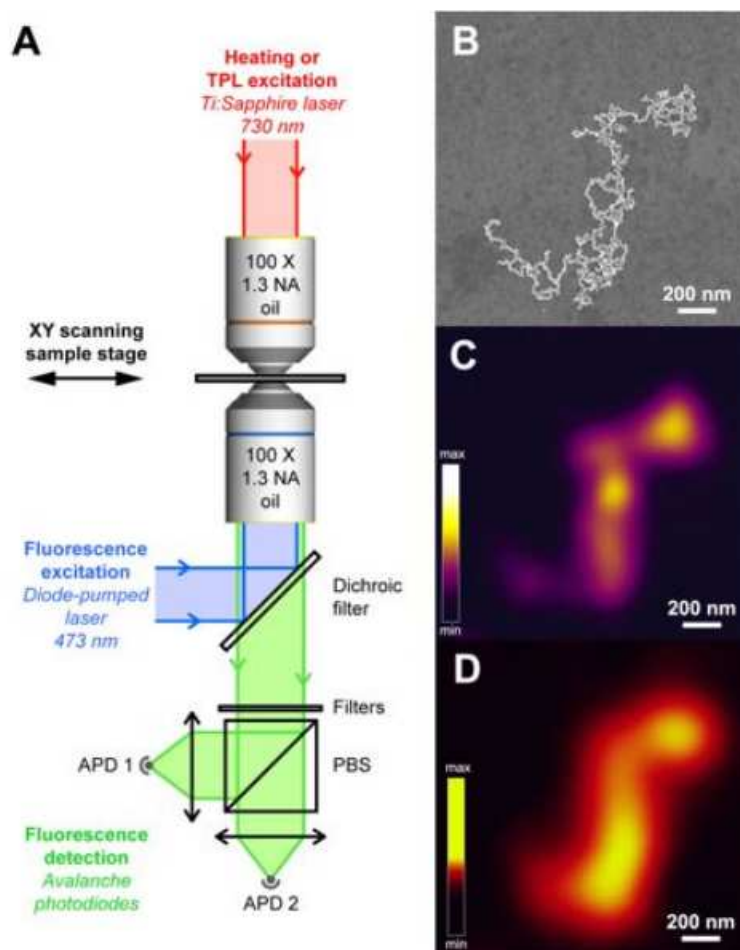 A
Heating or
TPL excitation
Ti:Sapphire laser
730 nm
100 X
1.3 NA
oil
XY scanning
sample stage
100 X
1.3 NA
oil
Fluorescence
excitation
Diode-pumped
laser
473 nm
Dichroic
filter
Filters
APD 1
PBS
Fluorescence
detection
Avalanche
photodiodes
APD 2
B
200 nm
C
max
min
200 nm
D
max
min
200 nm